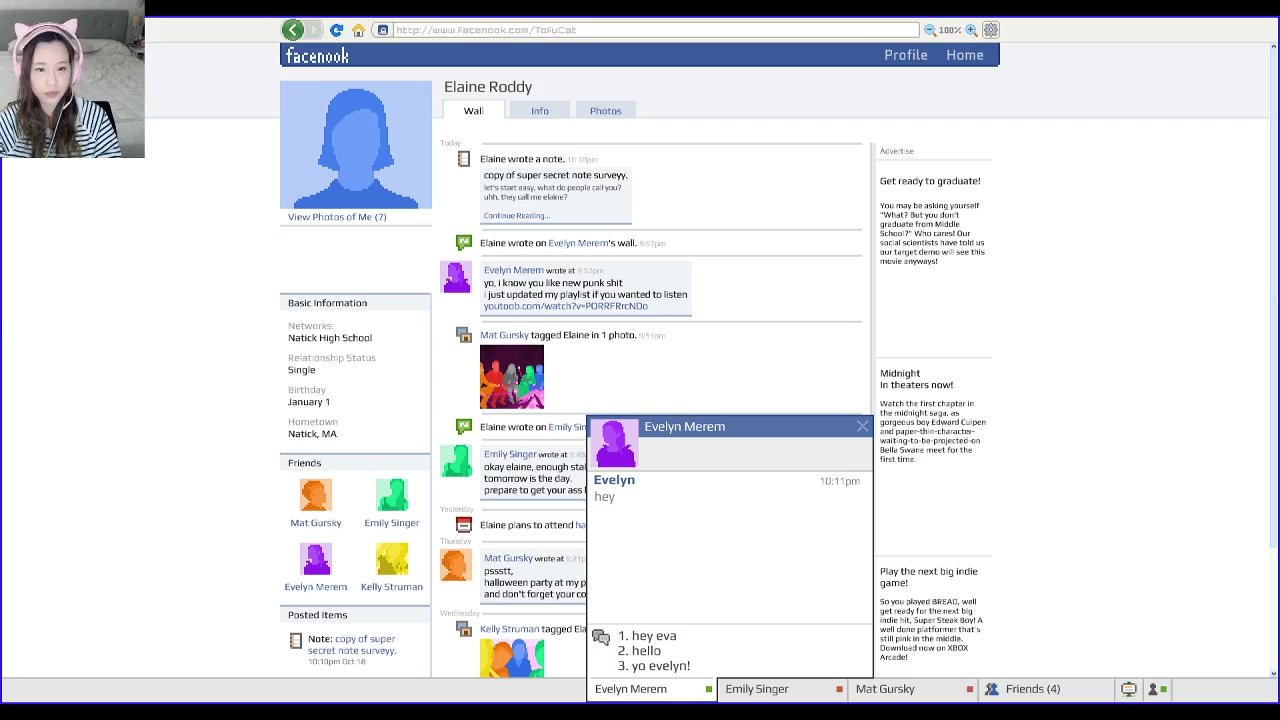 http://www.facenook.com/ToFuCat
100%
facenook
Profile
Home
Elaine Roddy
Wall
Info
Photos
View Photos of Me (7)
Basic Information
Networks:
Natick High School
Relationship Status
Single
Birthday
January 1
Hometown
Natick, MA
Friends
Mat Gursky
Emily Singer
Evelyn Merem
Kelly Struman
Posted Items
Note: copy of super
secret note surveyy.
10:10pm Oct 18
Today
Elaine wrote a note. 10:10pm
copy of super secret note surveyy.
let's start easy, what do people call you?
uhh, they call me elaine?
Continue Reading...
Elaine wrote on Evelyn Merem's wall. 9:57pm
Evelyn Merem wrote at 9:52pm
yo, i know you like new punk shit
i just updated my playlist if you wanted to listen
Mat Gursky tagged Elaine in 1 photo. 9:51pm
Elaine wrote on Emily Sin
Emily Singer wrote at 9:48
okay elaine, enough stal
tomorrow is the day.
prepare to get your ass
Yesterday
Elaine plans to attend ha
Thursday
Mat Gursky wrote at 6:21p
pssstt,
halloween party at my p
and don't forget your co
Wednesday
Kelly Struman tagged Ela
Advertise
Get ready to graduate!
You may be asking yourself
"What? But you don't
graduate from Middle
School?" Who cares! Our
social scientists have told us
our target demo will see this
movie anyways!
Midnight
In theaters now!
Watch the first chapter in
the midnight saga, as
gorgeous boy Edward Culpen
and paper-thin-character-
waiting-to-be-projected-on
Bella Swane meet for the
first time.
Play the next big indie
game!
So you played BREAD, well
get ready for the next big
indie hit, Super Steak Boy! A
well done platformer that's
still pink in the middle.
Download now on XBOX
Arcade!
Evelyn Merem
Evelyn
10:11pm
hey
1. hey eva
2. hello
3. yo evelyn!
Evelyn Merem
Emily Singer
Mat Gursky
Friends (4)